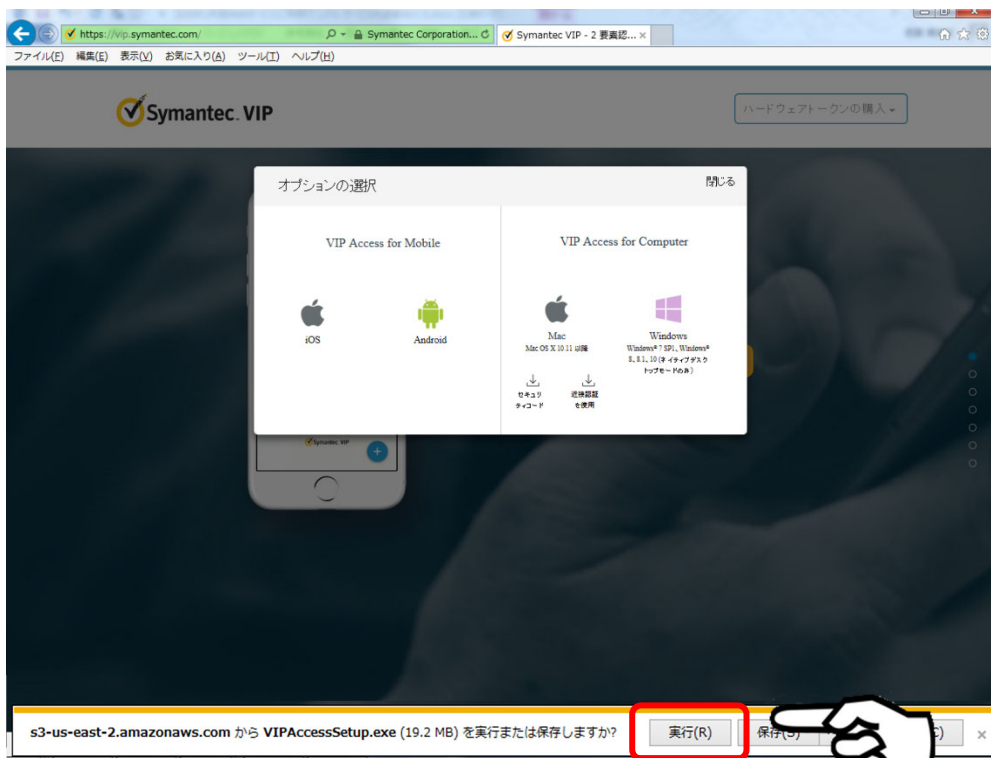 https://vip.symantec.com/
Symantec Corporation...
Symantec VIP - 2 要素認...
ファイル(F) 編集(E) 表示(V) お気に入り(A) ツール(T) ヘルプ(H)
Symantec. VIP
ハードウェアトークンの購入
オプションの選択
閉じる
VIP Access for Mobile
VIP Access for Computer
iOS
Android
Mac
Mac OS X 10.11 以降
Windows
Windows® 7 SP1、Windows®
8、8.1、10 (ネイティブデスク
トップモードのみ)
セキュリ
ティコード
近接認証
を使用
Symantec. VIP
s3-us-east-2.amazonaws.com から VIPAccessSetup.exe (19.2 MB) を実行または保存しますか?
実行(R)
保存(S)